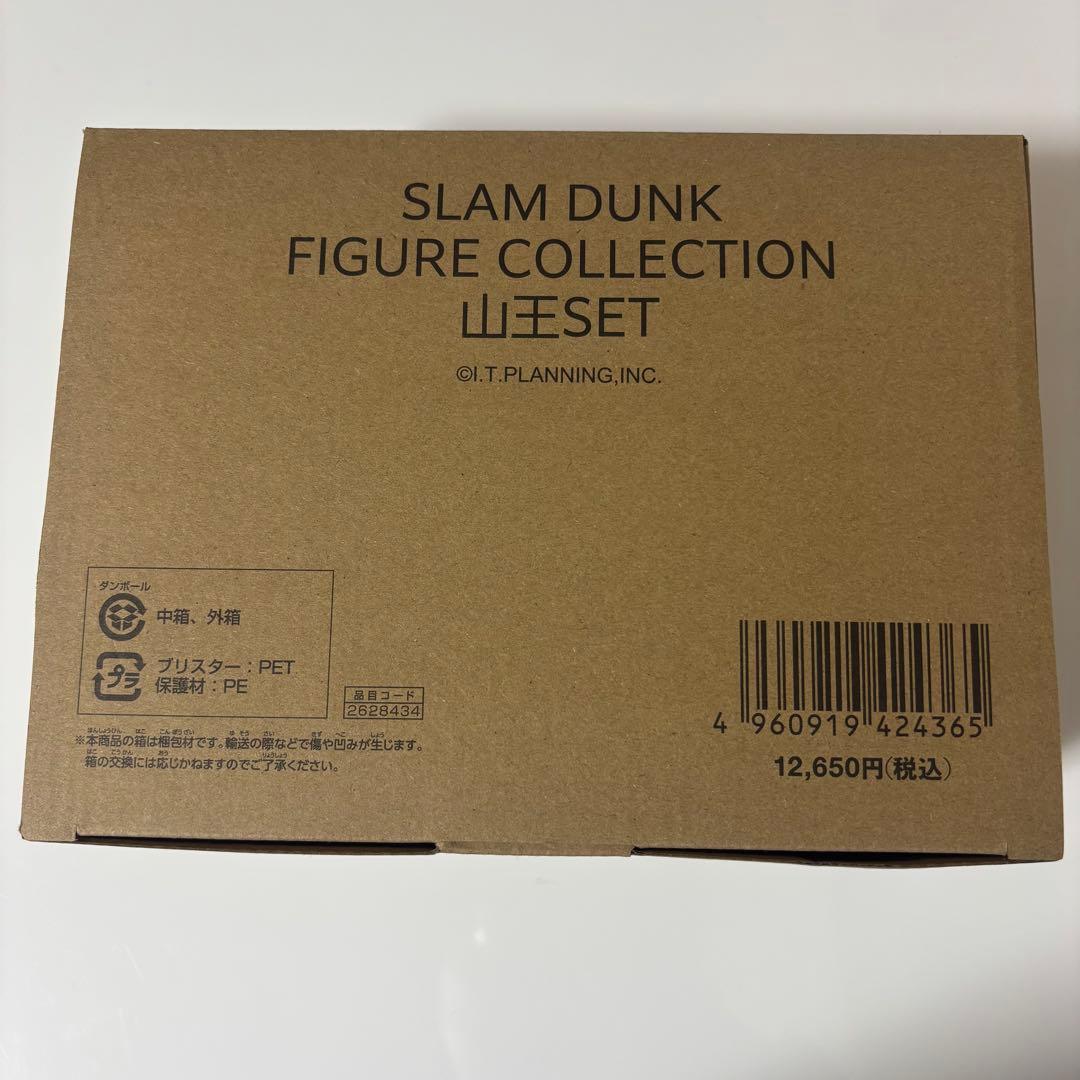 SLAM DUNK
FIGURE COLLECTION
山王SET
©I.T.PLANNING,INC.
ダンボール
中箱、外箱
プラ
ブリスター：PET
保護材：PE
品目コード
2628434
※本商品の箱は梱包材です。輸送の際などで傷や凹みが生じます。
箱の交換には応じかねますのでご了承ください。
4 960919 424365
12,650円(税込)